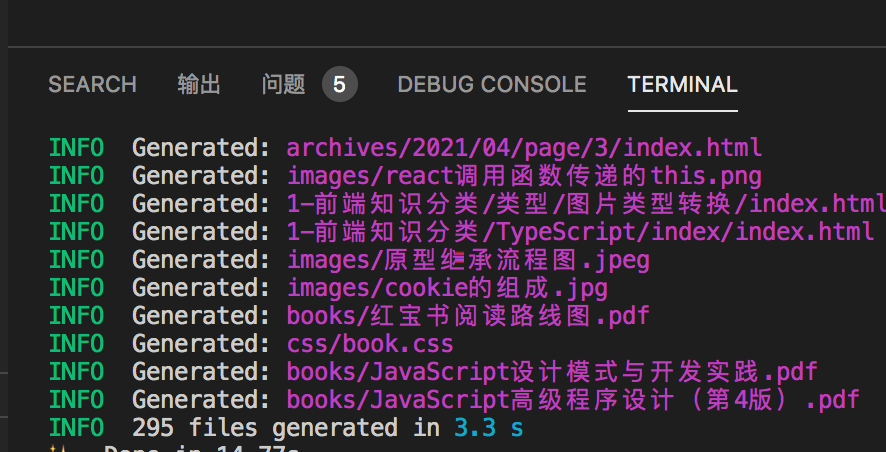 SEARCH 输出 问题 5 DEBUG CONSOLE TERMINAL
INFO Generated: archives/2021/04/page/3/index.html
INFO Generated: images/react调用函数传递的this.png
INFO Generated: 1-前端知识分类/类型/图片类型转换/index.html
INFO Generated: 1-前端知识分类/TypeScript/index/index.html
INFO Generated: images/原型继承流程图.jpeg
INFO Generated: images/cookie的组成.jpg
INFO Generated: books/红宝书阅读路线图.pdf
INFO Generated: css/book.css
INFO Generated: books/JavaScript设计模式与开发实践.pdf
INFO Generated: books/JavaScript高级程序设计（第4版）.pdf
INFO 295 files generated in 3.3 s
✨ Done in 14.77s